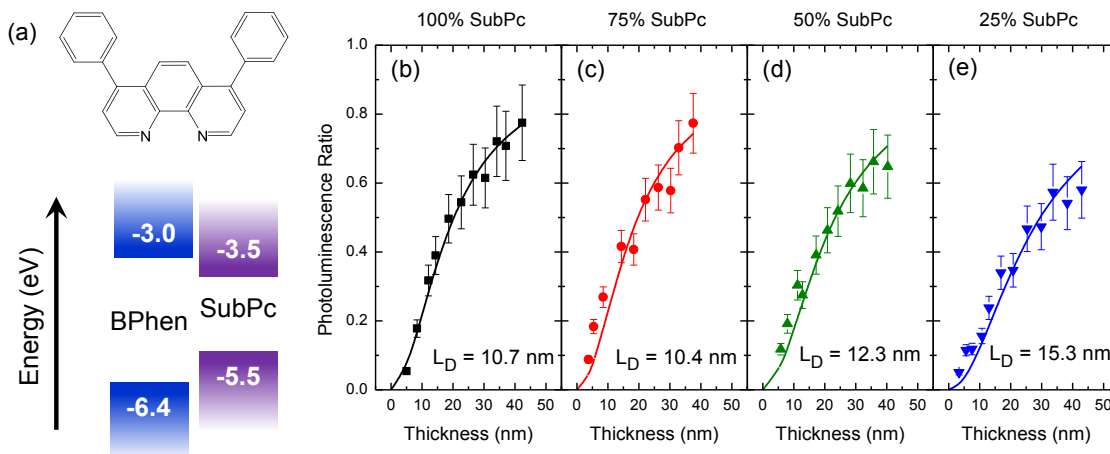 (a)
N N
-3.0
-3.5
BPhen
SubPc
-5.5
-6.4
Energy (eV)
100% SubPc 75% SubPc 50% SubPc 25% SubPc
(b) (c) (d) (e)
Photoluminescence Ratio
1.0
0.8
0.6
0.4
0.2
0.0
L_D = 10.7 nm L_D = 10.4 nm L_D = 12.3 nm L_D = 15.3 nm
0 10 20 30 40 50 0 10 20 30 40 50 0 10 20 30 40 50 0 10 20 30 40 50
Thickness (nm) Thickness (nm) Thickness (nm) Thickness (nm)